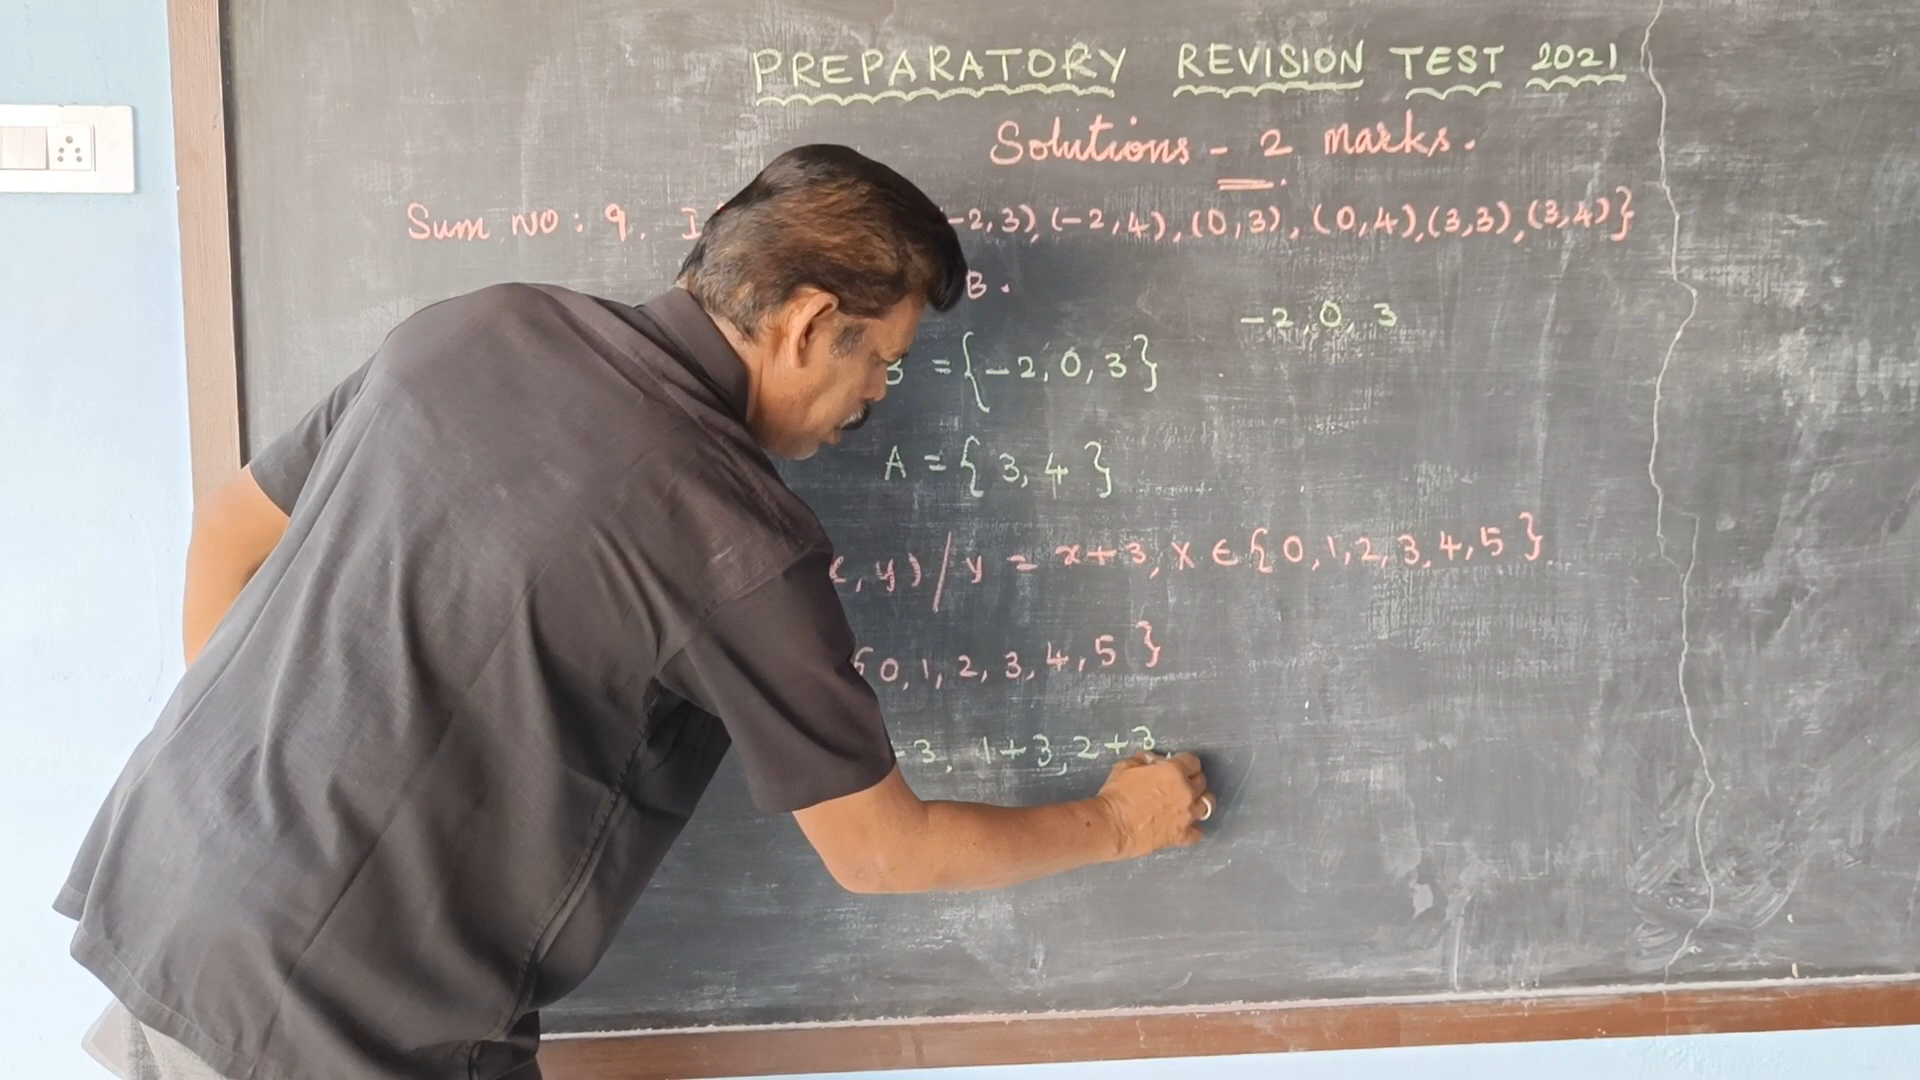 PREPARATORY REVISION TEST 2021
Solutions - 2 marks.
Sum NO : 9. I -2,3), (-2,4), (0,3), (0,4), (3,3), (3,4)}
B.
-2, 0, 3
B = {-2, 0, 3}
A = { 3, 4 }
, y) / y = x+3, x ∈ { 0, 1, 2, 3, 4, 5 }
{ 0, 1, 2, 3, 4, 5 }
+3, 1+3, 2+3,